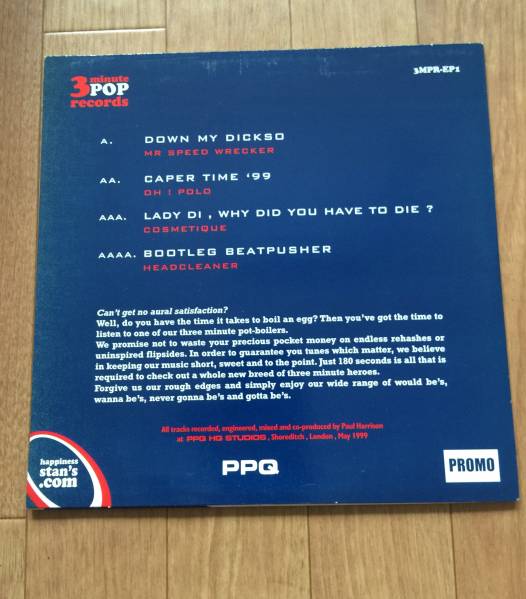 3 minute
POP
records
3MPR-EP1
A. DOWN MY DICKSO
MR SPEED WRECKER
AA. CAPER TIME '99
OH ! POLO
AAA. LADY DI , WHY DID YOU HAVE TO DIE ?
COSMETIQUE
AAAA. BOOTLEG BEATPUSHER
HEADCLEANER
Can't get no aural satisfaction?
Well, do you have the time it takes to boil an egg? Then you've got the time to
listen to one of our three minute pot-boilers.
We promise not to waste your precious pocket money on endless rehashes or
uninspired flipsides. In order to guarantee you tunes which matter, we believe
in keeping our music short, sweet and to the point. Just 180 seconds is all that is
required to check out a whole new breed of three minute heroes.
Forgive us our rough edges and simply enjoy our wide range of would be's,
wanna be's, never gonna be's and gotta be's.
All tracks recorded, engineered, mixed and co-produced by Paul Harrison
at PPQ HQ STUDIOS , Shoreditch , London , May 1999
happiness
stan's
.com
PPQ
PROMO